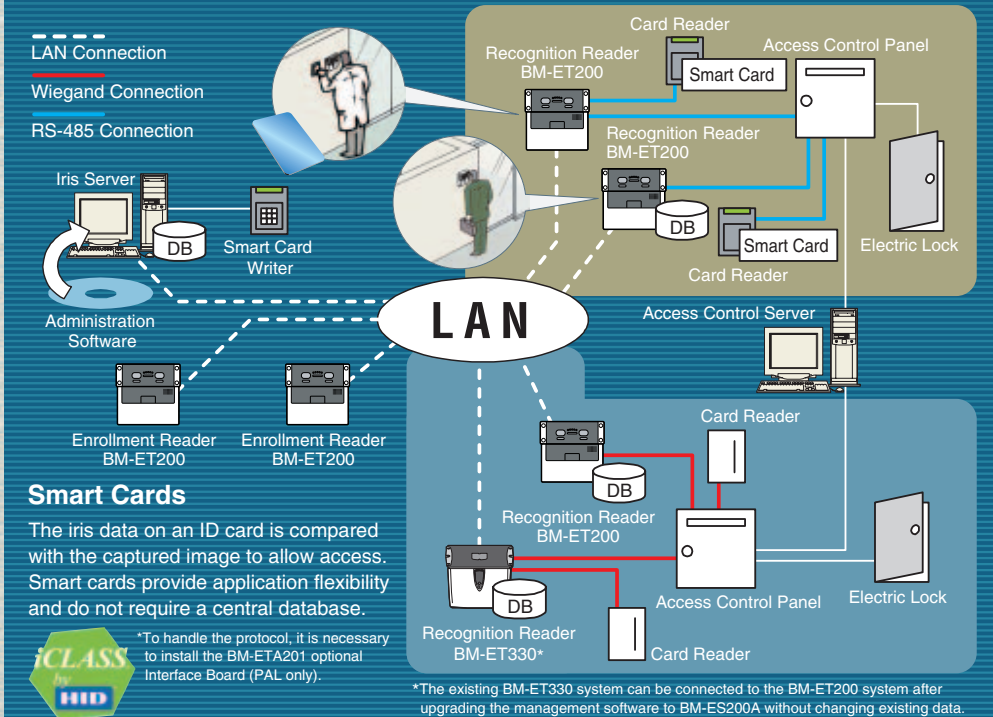 LAN Connection
Wiegand Connection
RS-485 Connection
Card Reader
Recognition Reader
BM-ET200
Smart Card
Access Control Panel
Recognition Reader
BM-ET200
DB
Smart Card
Card Reader
Electric Lock
Iris Server
DB
Smart Card
Writer
Administration
Software
LAN
Access Control Server
Enrollment Reader
BM-ET200
Enrollment Reader
BM-ET200
Card Reader
DB
Recognition Reader
BM-ET200
DB
Recognition Reader
BM-ET330*
Access Control Panel
Card Reader
Electric Lock
Smart Cards
The iris data on an ID card is compared
with the captured image to allow access.
Smart cards provide application flexibility
and do not require a central database.
iCLASS
by
HID
*To handle the protocol, it is necessary
to install the BM-ETA201 optional
Interface Board (PAL only).
*The existing BM-ET330 system can be connected to the BM-ET200 system after
upgrading the management software to BM-ES200A without changing existing data.